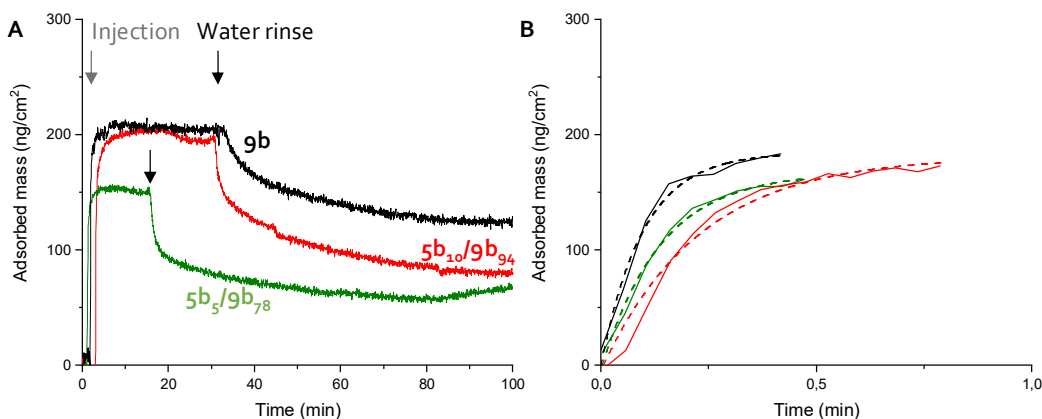 A
Injection
Water rinse
Adsorbed mass (ng/cm²)
300
200
100
0
9b
5b₁₀/9b₉₄
5b₅/9b₇₈
0
20
40
60
80
100
Time (min)
B
Adsorbed mass (ng/cm²)
300
200
100
0
0,0
0,5
1,0
Time (min)